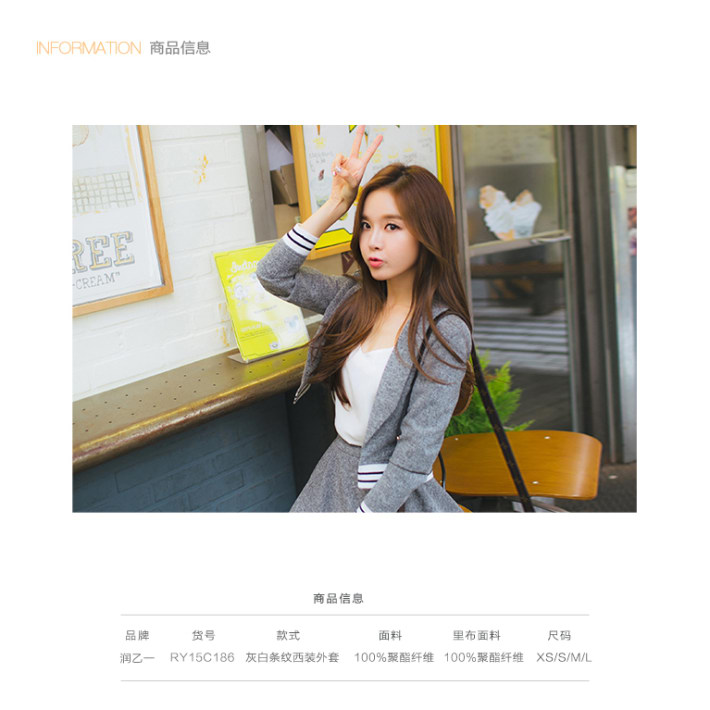 INFORMATION 商品信息
REE
-CREAM"
商品信息
品牌 货号 款式 面料 里布面料 尺码
润乙一 RY15C186 灰白条纹西装外套 100%聚酯纤维 100%聚酯纤维 XS/S/M/L